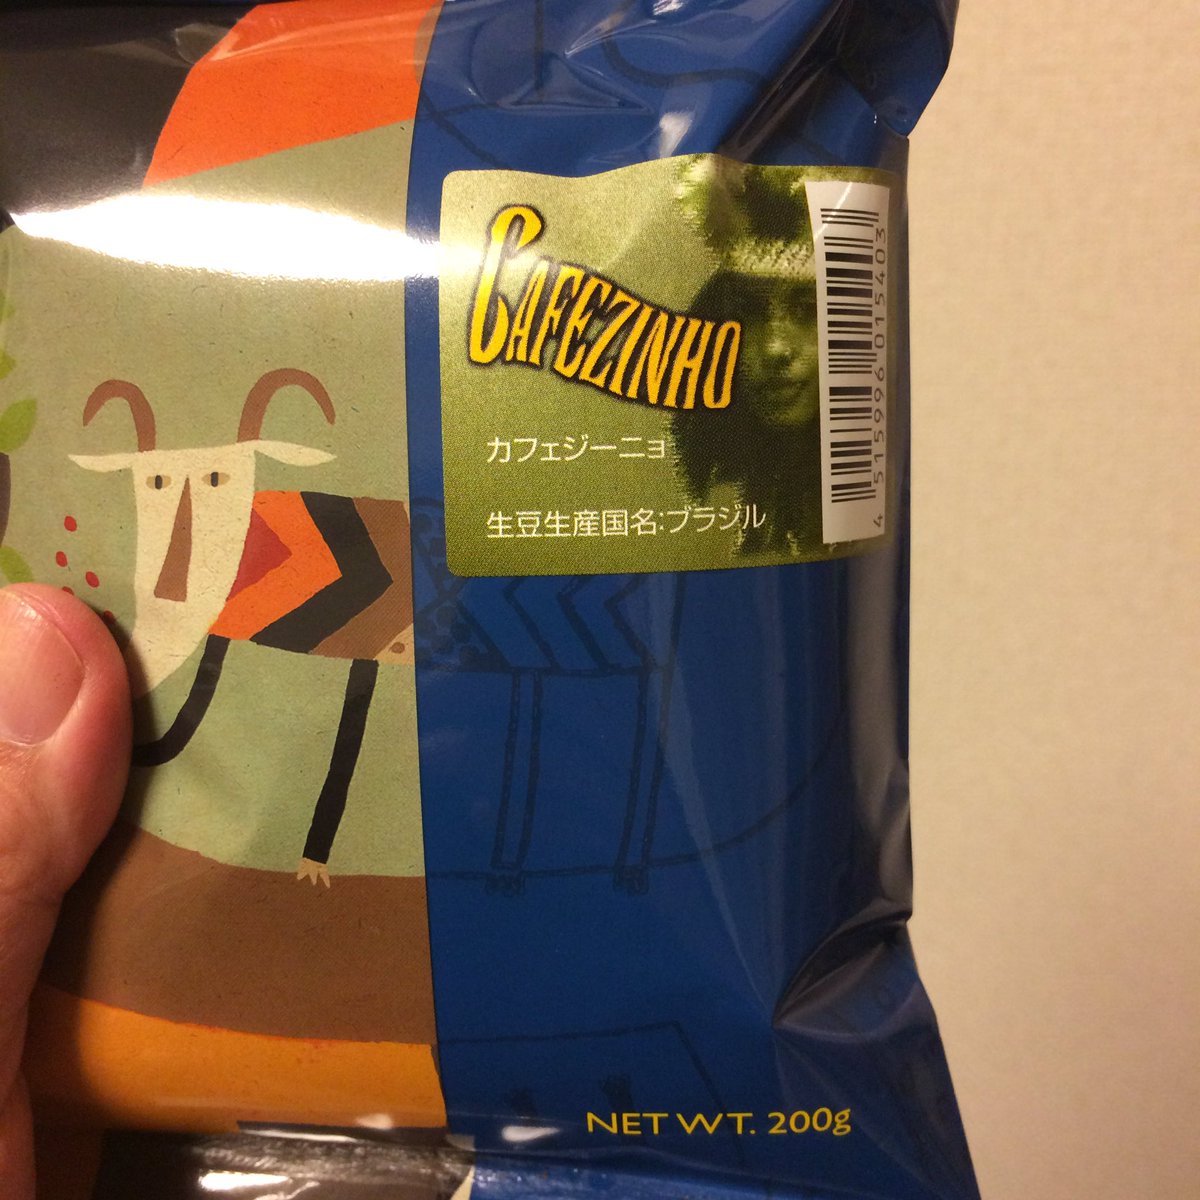 CAFEZINHO
カフェジーニョ
生豆生産国名:ブラジル
4 515996 015403
NET WT. 200g